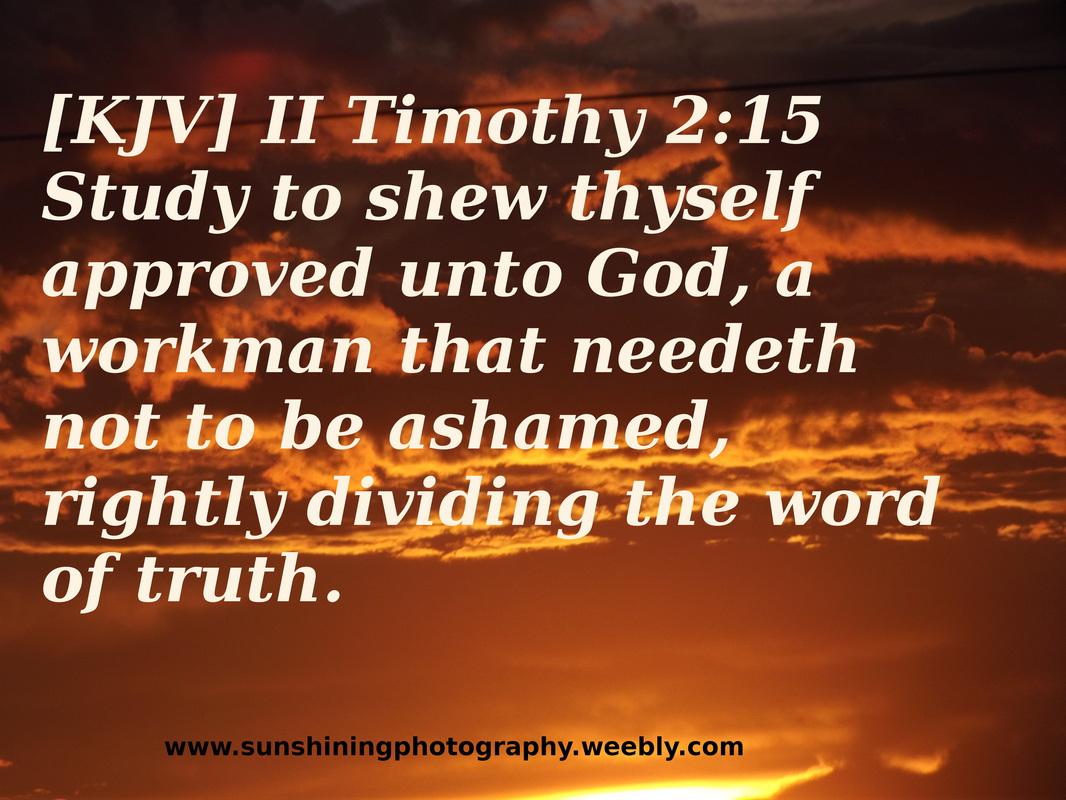 [KJV] II Timothy 2:15
Study to shew thyself
approved unto God, a
workman that needeth
not to be ashamed,
rightly dividing the word
of truth.
www.sunshiningphotography.weebly.com